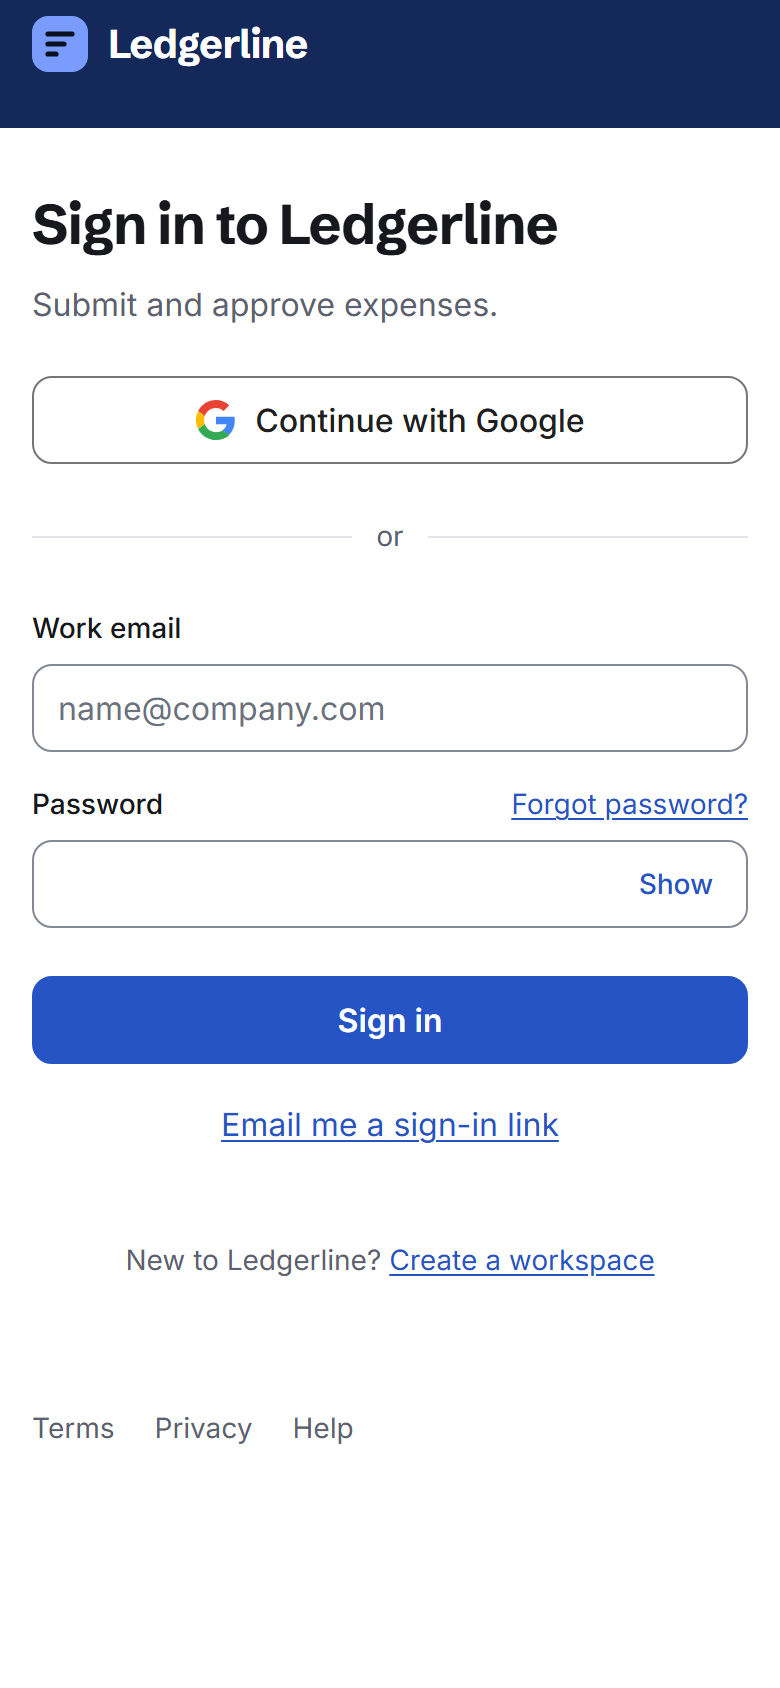 Ledgerline
Sign in to Ledgerline
Submit and approve expenses.
Continue with Google
or
Work email
name@company.com
Password Forgot password?
Show
Sign in
Email me a sign-in link
New to Ledgerline? Create a workspace
Terms Privacy Help